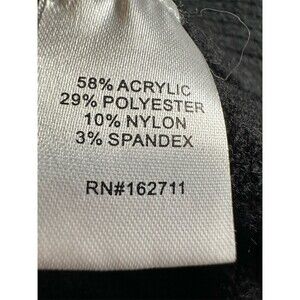 58% ACRYLIC
29% POLYESTER
10% NYLON
3% SPANDEX
RN#162711